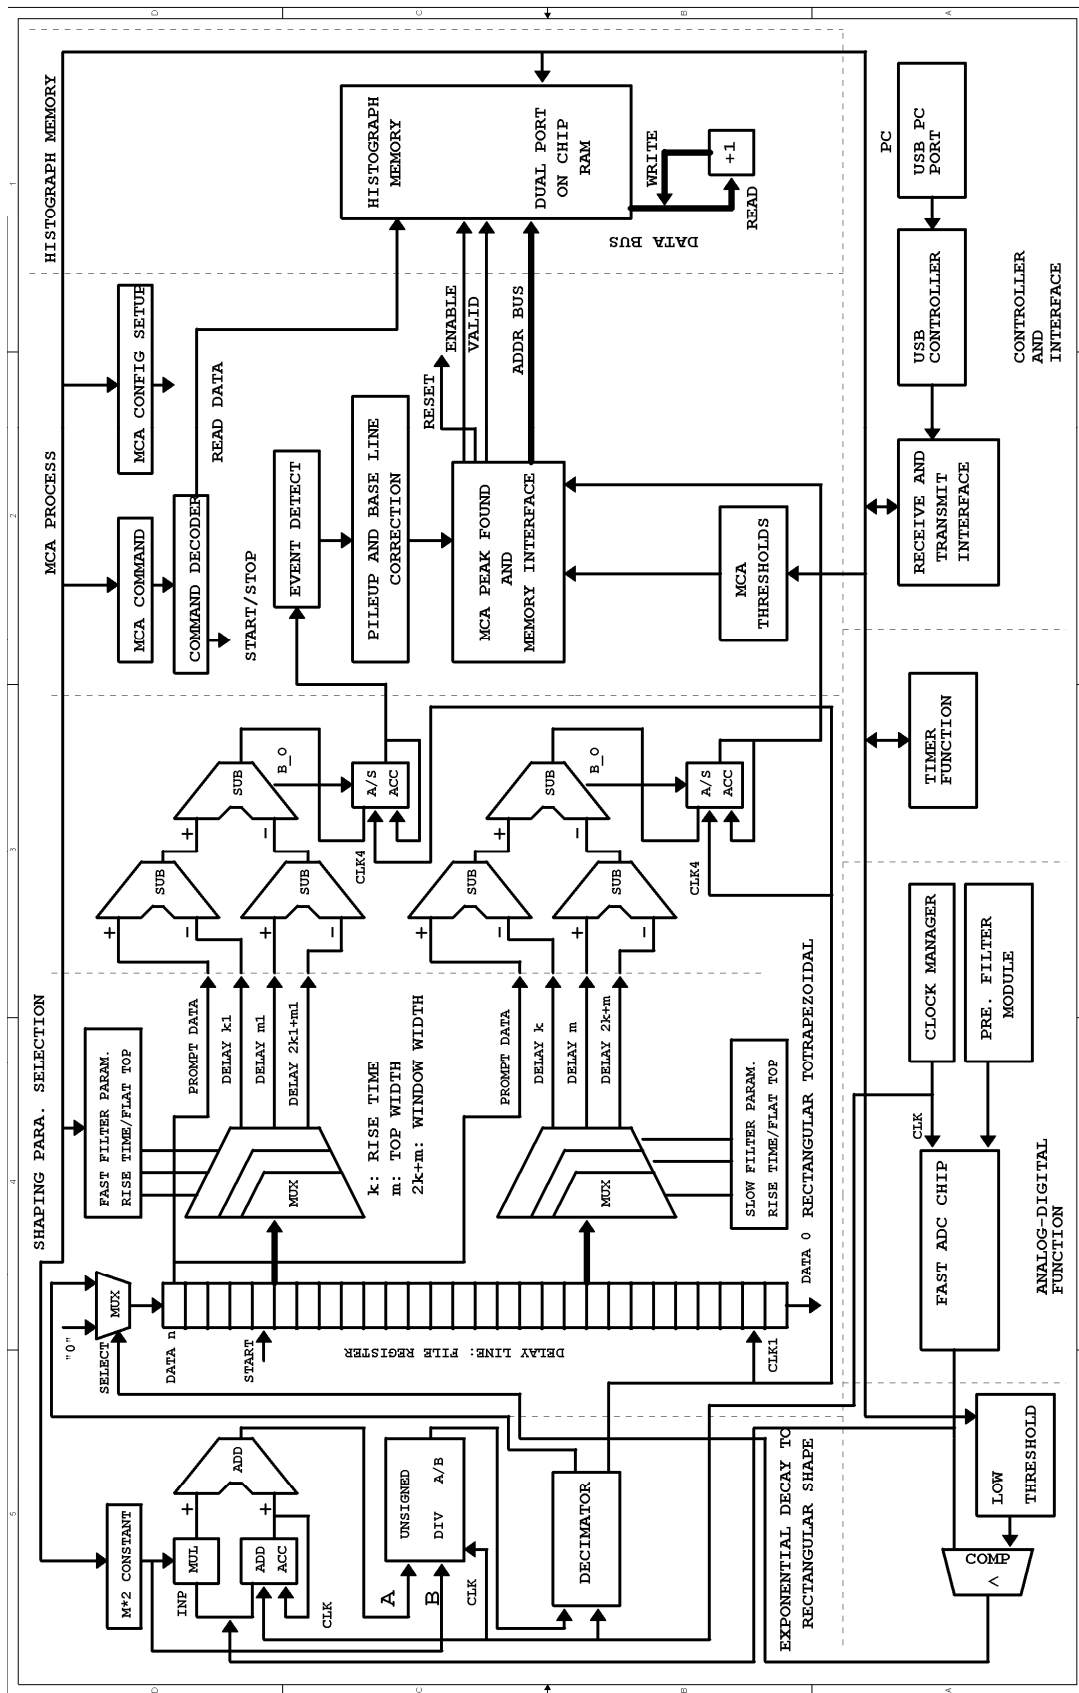 HISTOGRAPH MEMORY
MCA PROCESS
SHAPING PARA. SELECTION
M*2 CONSTANT
INP
MUL
ADD
ACC
CLK
+
+
ADD
A
B
CLK
UNSIGNED
DIV A/B
DECIMATOR
EXPONENTIAL DECAY TO
RECTANGULAR SHAPE
"0"
SELECT
MUX
DATA n
START
DELAY LINE: FILE REGISTER
CLK1
DATA 0
RECTANGULAR TOTRAPEZOIDAL
FAST FILTER PARAM.
RISE TIME/FLAT TOP
MUX
PROMPT DATA
DELAY k1
DELAY m1
DELAY 2k1+m1
k: RISE TIME
m: TOP WIDTH
2k+m: WINDOW WIDTH
MUX
PROMPT DATA
DELAY k
DELAY m
DELAY 2k+m
SLOW FILTER PARAM.
RISE TIME/FLAT TOP
+
-
SUB
+
-
SUB
+
-
SUB
B_O
CLK4
A/S
ACC
+
-
SUB
+
-
SUB
+
-
SUB
B_O
CLK4
A/S
ACC
MCA COMMAND
COMMAND DECODER
START/STOP
READ DATA
MCA CONFIG SETUP
EVENT DETECT
PILEUP AND BASE LINE
CORRECTION
MCA PEAK FOUND
AND
MEMORY INTERFACE
MCA
THRESHOLDS
RESET
ENABLE
VALID
ADDR BUS
HISTOGRAPH
MEMORY
DUAL PORT
ON CHIP
RAM
DATA BUS
WRITE
+1
READ
PC
USB PC
PORT
USB
CONTROLLER
RECEIVE AND
TRANSMIT
INTERFACE
CONTROLLER
AND
INTERFACE
TIMER
FUNCTION
CLOCK MANAGER
PRE. FILTER
MODULE
CLK
FAST ADC CHIP
ANALOG-DIGITAL
FUNCTION
LOW
THRESHOLD
COMP
<
D
C
B
A
D
C
B
A
1
2
3
4
5